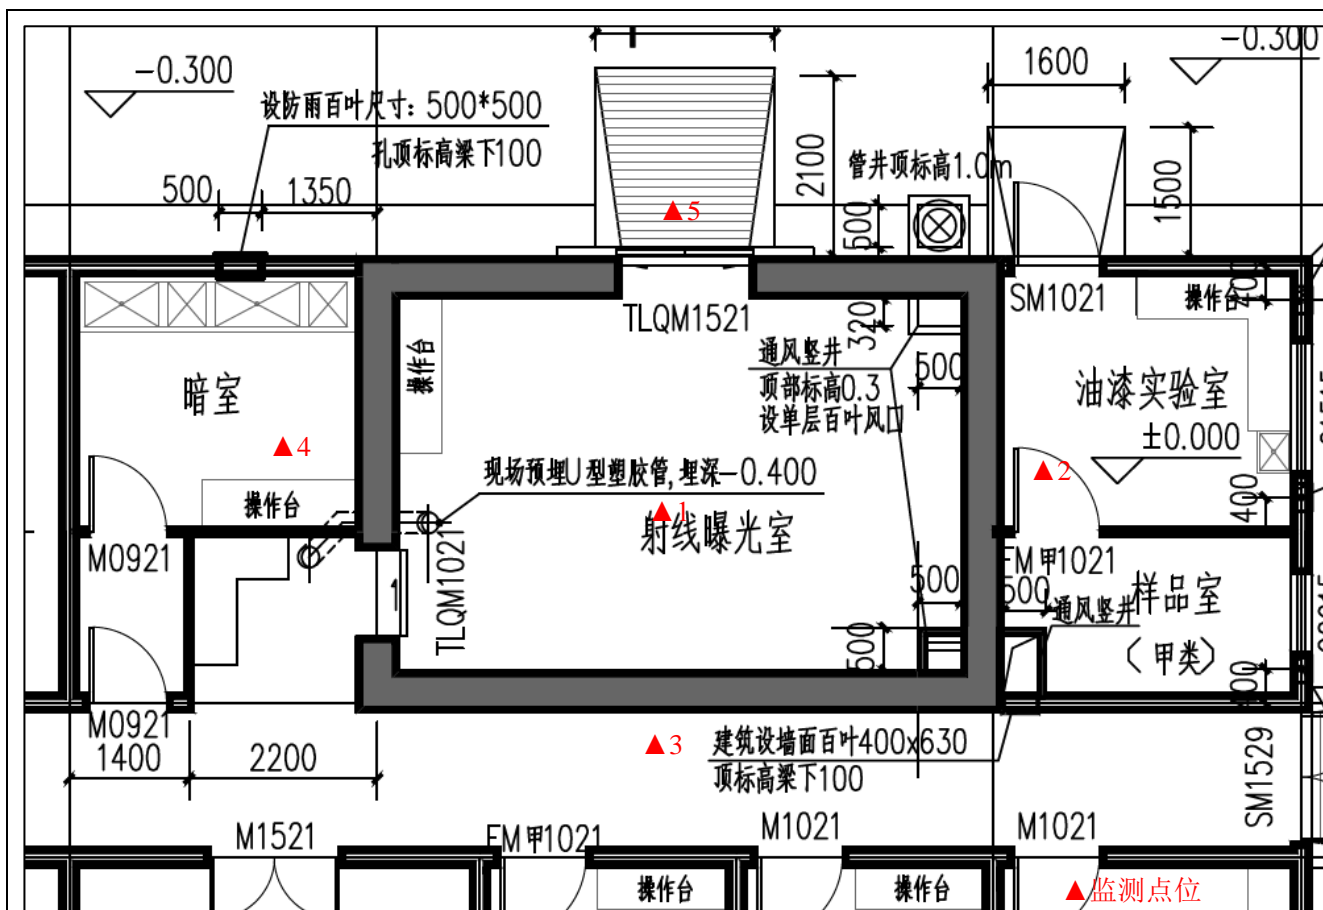 -0.300
-0.300
1600
设防雨百叶尺寸：500*500
孔顶标高梁下100
2100
管井顶标高1.0m
1500
500
1350
▲5
500
SM1021
操作台
TLQM1521
320
操作台
通风竖井
顶部标高0.3
设单层百叶风口
500
暗室
油漆实验室
±0.000
▲4
▲2
现场预埋U型塑胶管,埋深-0.400
操作台
400
▲1
射线曝光室
M0921
TLQM1021
1
FM甲1021
500
500
样品室
通风竖井
（甲类）
500
M0921
▲3
建筑设墙面百叶400x630
顶标高梁下100
1400
2200
SM1529
M1521
FM甲1021
M1021
M1021
操作台
操作台
▲监测点位